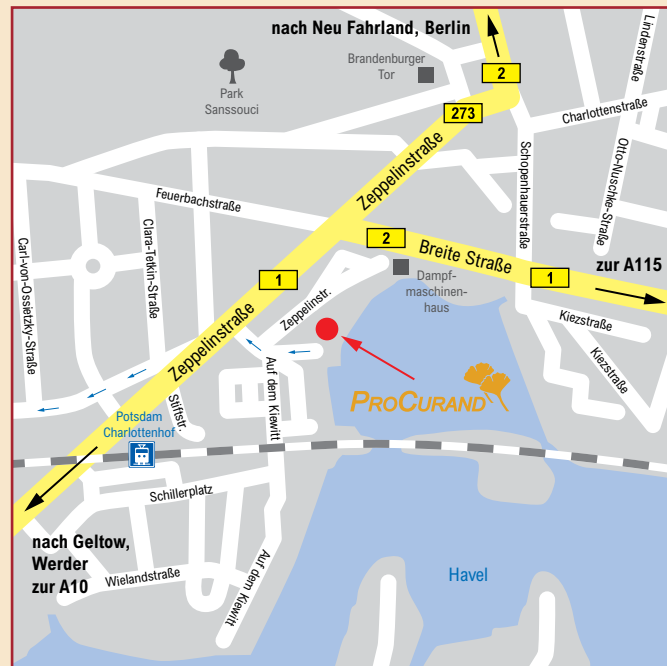 nach Neu Fahrland, Berlin
Brandenburger
Tor
2
Lindenstraße
Park
Sanssouci
273
Charlottenstraße
Zeppelinstraße
Schopenhauerstraße
Otto-Nuschke-Straße
Feuerbachstraße
2
Breite Straße
zur A115
1
1
Dampf-
maschinen-
haus
Carl-von-Ossietzky-Straße
Clara-Tetkin-Straße
Zeppelinstraße
Zeppelinstr.
Kiezstraße
Kiezstraße
PROCURAND
Auf dem Kiewitt
Stiftstr.
Potsdam
Charlottenhof
Schillerplatz
nach Geltow,
Werder
zur A10
Wielandstraße
Auf dem Kiewitt
Havel